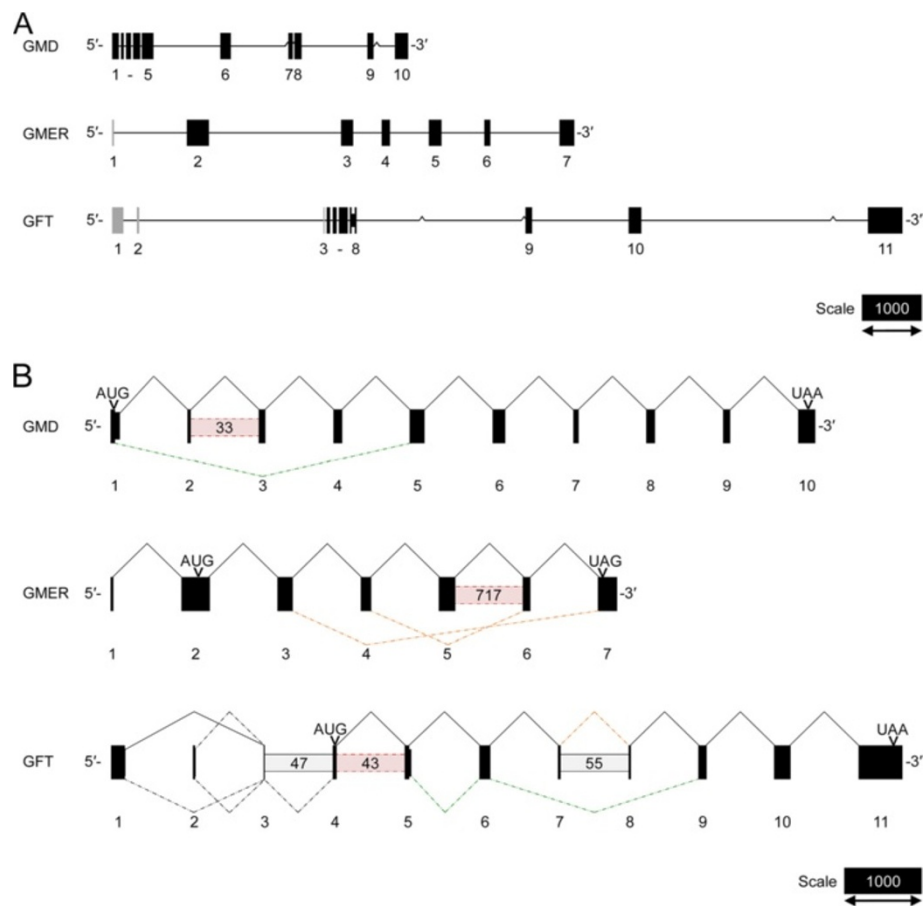 A
GMD 5′- -3′
1 - 5 6 78 9 10
GMER 5′- -3′
1 2 3 4 5 6 7
GFT 5′- -3′
1 2 3 - 8 9 10 11
Scale 1000
B
AUG UAA
GMD 5′- 33 -3′
1 2 3 4 5 6 7 8 9 10
AUG UAG
GMER 5′- 717 -3′
1 2 3 4 5 6 7
AUG UAA
GFT 5′- 47 43 55 -3′
1 2 3 4 5 6 7 8 9 10 11
Scale 1000